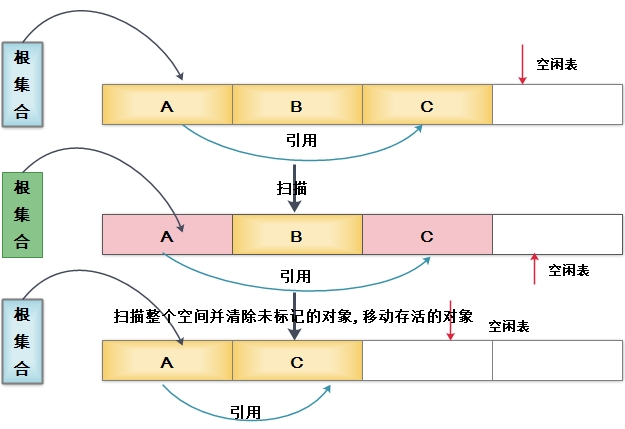 根集合
空闲表
A B C
引用
扫描
根集合
A B C
引用
空闲表
扫描整个空间并清除未标记的对象, 移动存活的对象
根集合
空闲表
A C
引用